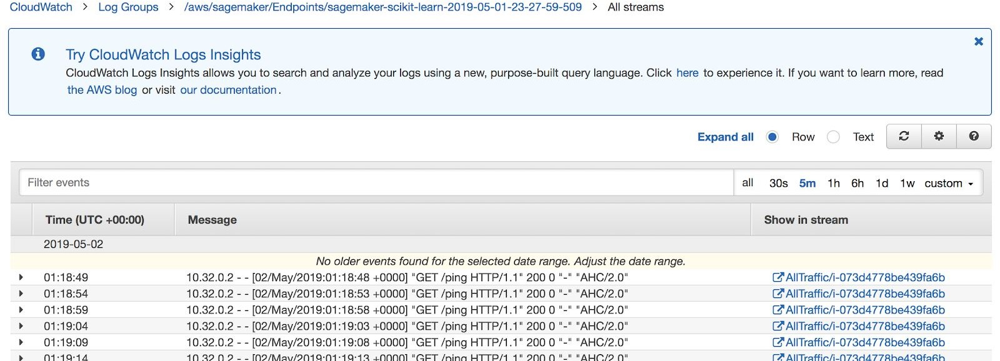 CloudWatch > Log Groups > /aws/sagemaker/Endpoints/sagemaker-scikit-learn-2019-05-01-23-27-59-509 > All streams
Try CloudWatch Logs Insights
CloudWatch Logs Insights allows you to search and analyze your logs using a new, purpose-built query language. Click here to experience it. If you want to learn more, read
the AWS blog or visit our documentation.
Expand all Row Text
Filter events all 30s 5m 1h 6h 1d 1w custom
Time (UTC +00:00) Message Show in stream
2019-05-02
No older events found for the selected date range. Adjust the date range.
01:18:49 10.32.0.2 - - [02/May/2019:01:18:48 +0000] "GET /ping HTTP/1.1" 200 0 "-" "AHC/2.0" AllTraffic/i-073d4778be439fa6b
01:18:54 10.32.0.2 - - [02/May/2019:01:18:53 +0000] "GET /ping HTTP/1.1" 200 0 "-" "AHC/2.0" AllTraffic/i-073d4778be439fa6b
01:18:59 10.32.0.2 - - [02/May/2019:01:18:58 +0000] "GET /ping HTTP/1.1" 200 0 "-" "AHC/2.0" AllTraffic/i-073d4778be439fa6b
01:19:04 10.32.0.2 - - [02/May/2019:01:19:03 +0000] "GET /ping HTTP/1.1" 200 0 "-" "AHC/2.0" AllTraffic/i-073d4778be439fa6b
01:19:09 10.32.0.2 - - [02/May/2019:01:19:08 +0000] "GET /ping HTTP/1.1" 200 0 "-" "AHC/2.0" AllTraffic/i-073d4778be439fa6b
01:19:14 10.32.0.2 - - [02/May/2019:01:19:13 +0000] "GET /ping HTTP/1.1" 200 0 "-" "AHC/2.0" AllTraffic/i-073d4778be439fa6b